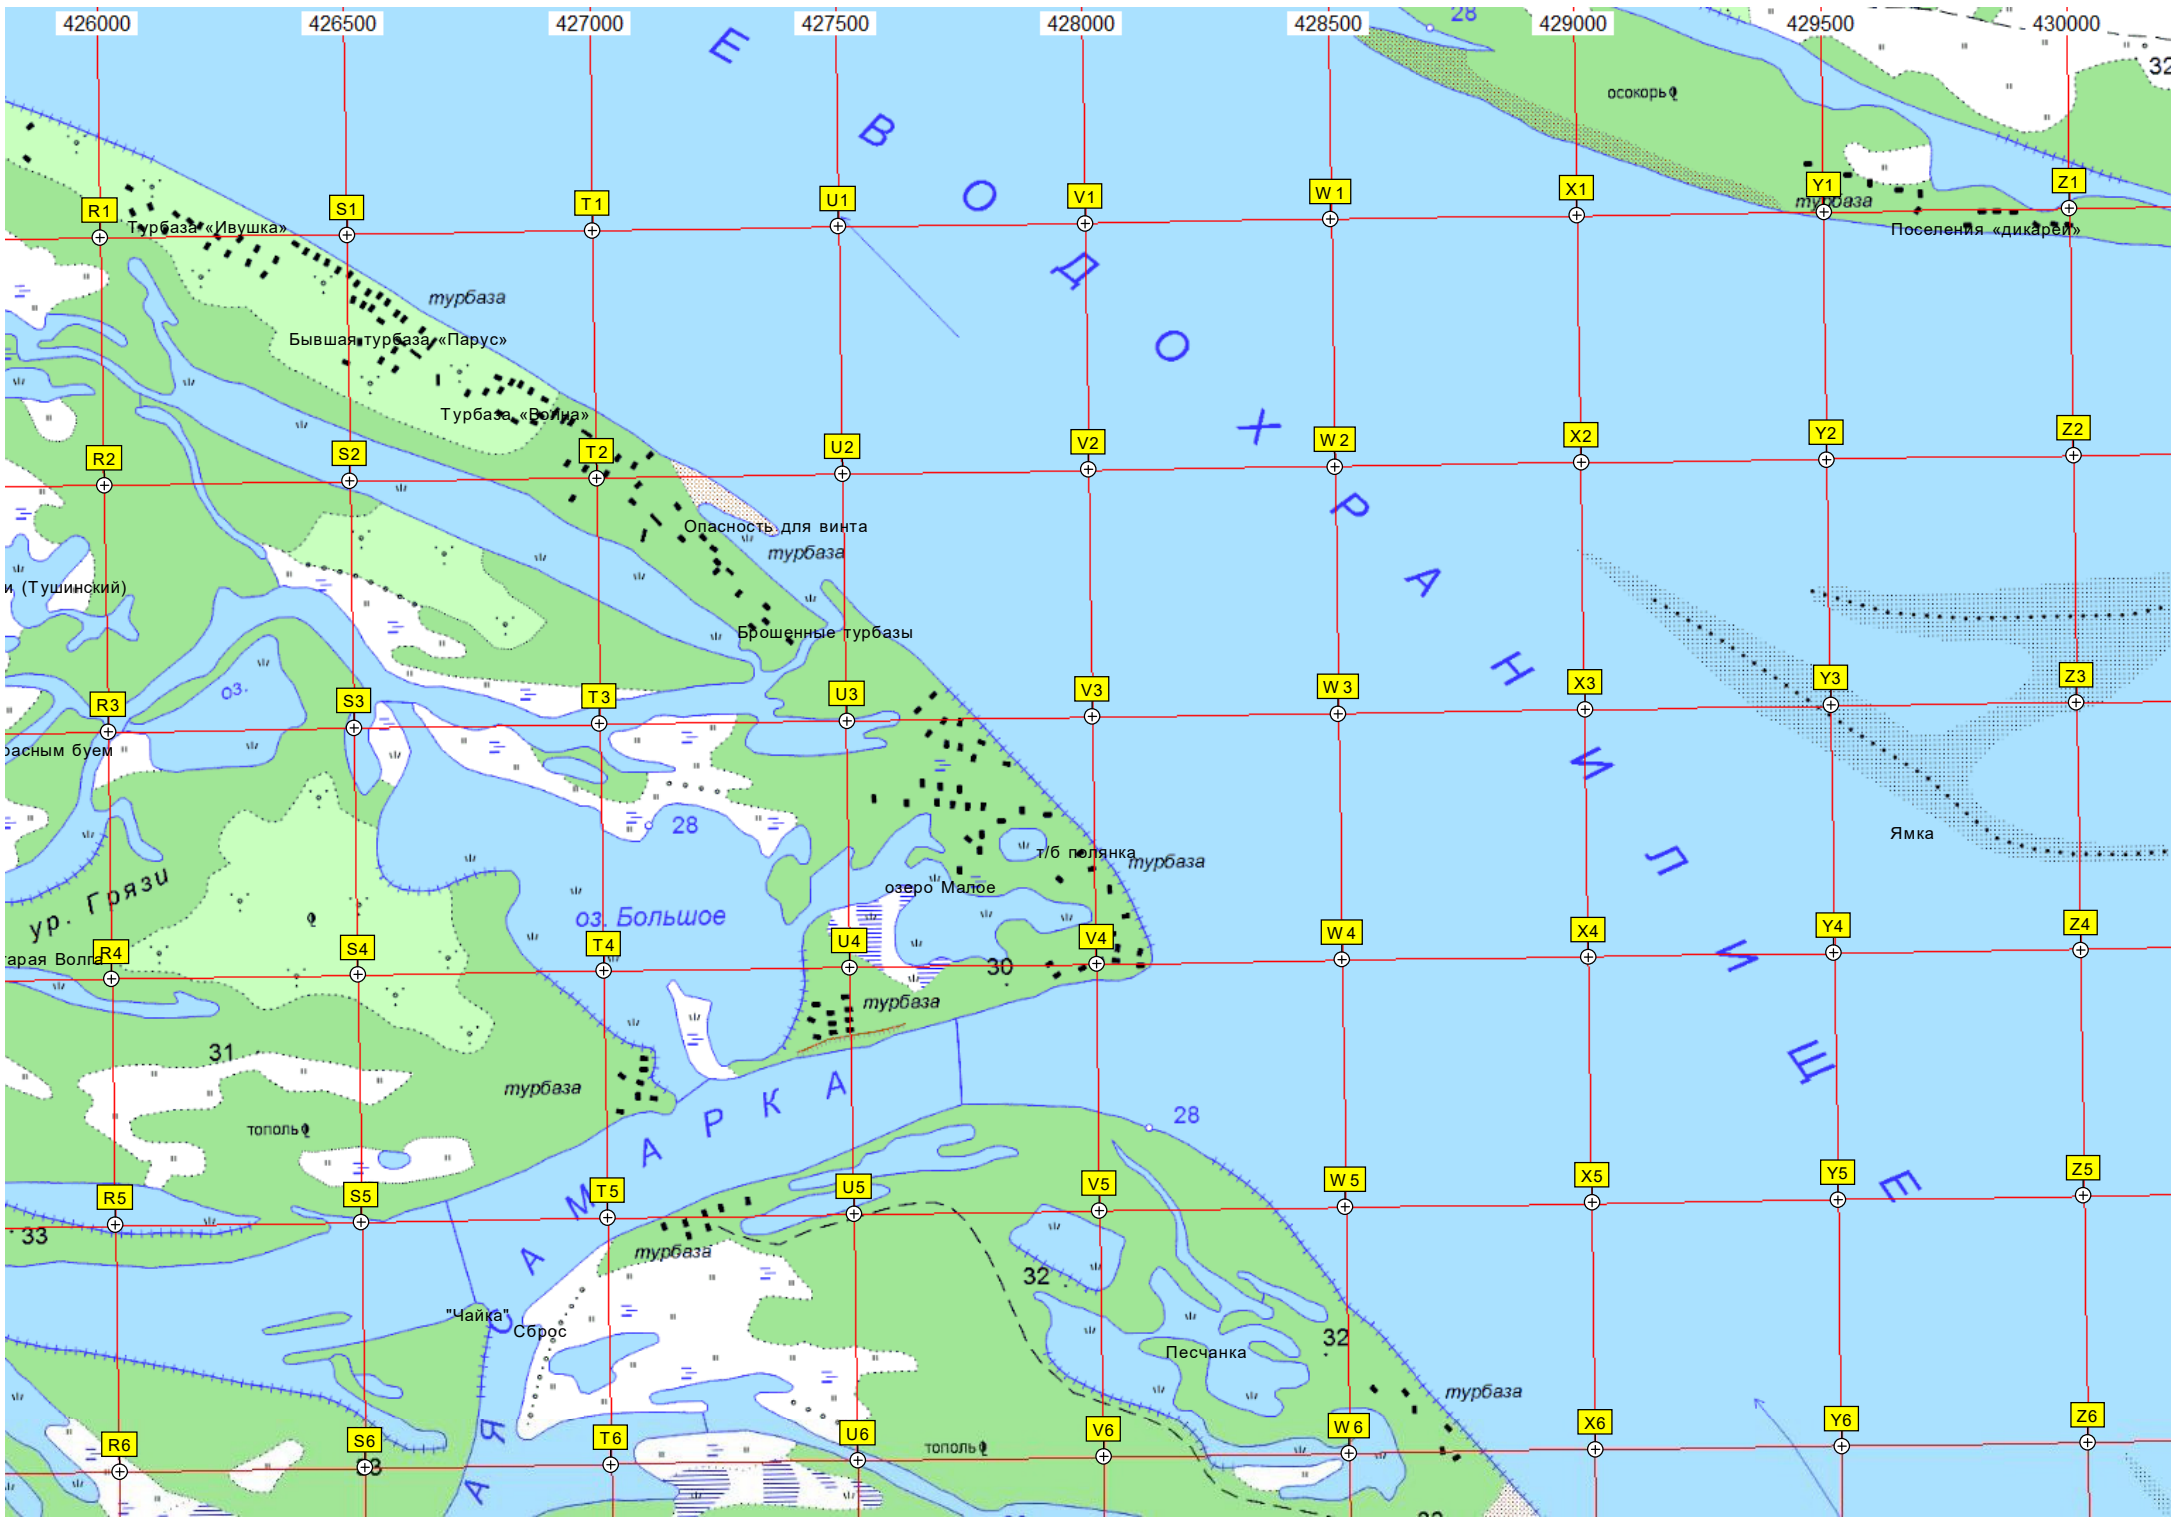 426000 426500 427000 427500 428000 428500 429000 429500 430000
28
Е
32
осокорь
В
О
Д
О
Х
Р
А
Н
И
Л
И
Щ
Е
R1 S1 T1 U1 V1 W1 X1 Y1 Z1
турбаза
Турбаза «Ивушка»
Поселения «дикарей»
турбаза
Бывшая турбаза «Парус»
Турбаза «Волна»
R2 S2 T2 U2 V2 W2 X2 Y2 Z2
Опасность для винта
турбаза
и (Тушинский)
Брошенные турбазы
оз.
R3 S3 T3 U3 V3 W3 X3 Y3 Z3
расным буем
28
Ямка
т/б полянка
турбаза
озеро Малое
ур. Грязи
оз. Большое
R4 S4 T4 U4 V4 W4 X4 Y4 Z4
тарая Волга
30
турбаза
31
турбаза
28
тополь
С А М А Р К А
R5 S5 T5 U5 V5 W5 X5 Y5 Z5
33
турбаза
32
"Чайка"
Сброс
32
Песчанка
турбаза
А Я
R6 S6 T6 U6 V6 W6 X6 Y6 Z6
тополь